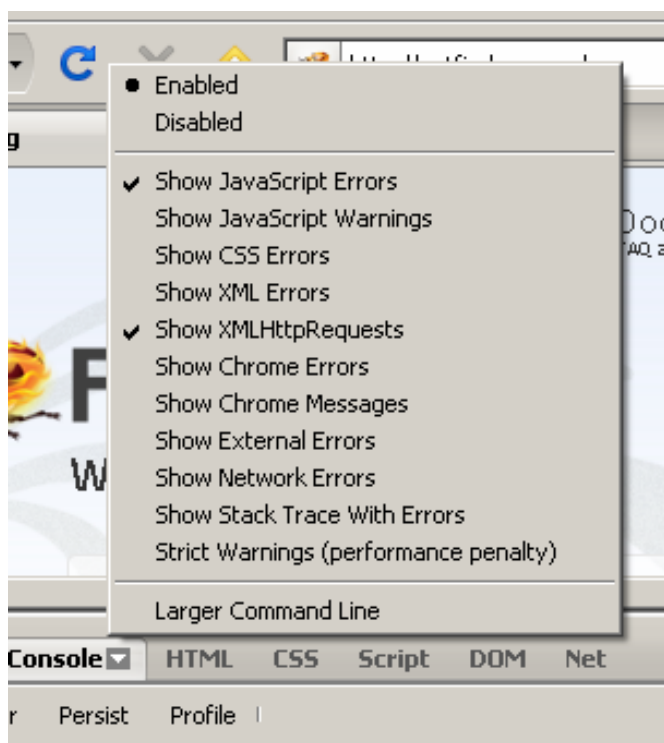 Enabled
Disabled
Show JavaScript Errors
Show JavaScript Warnings
Show CSS Errors
Show XML Errors
Show XMLHttpRequests
Show Chrome Errors
Show Chrome Messages
Show External Errors
Show Network Errors
Show Stack Trace With Errors
Strict Warnings (performance penalty)
Larger Command Line
Console HTML CSS Script DOM Net
Persist Profile